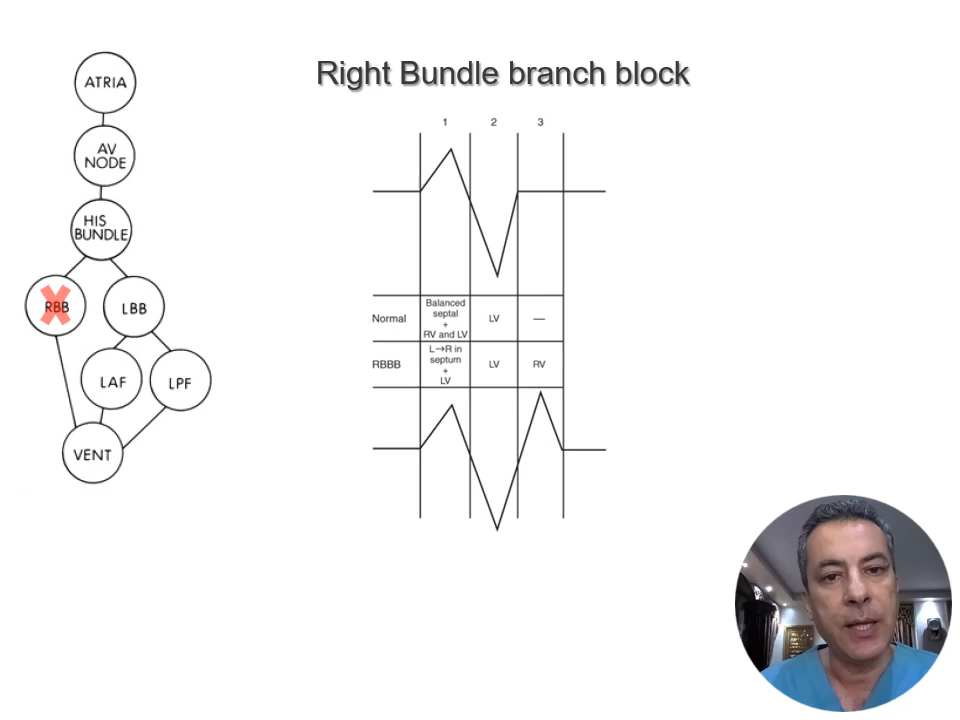 Right Bundle branch block
ATRIA
AV
NODE
HIS
BUNDLE
RBB
LBB
LAF
LPF
VENT
1 2 3
Normal
Balanced
septal
+
RV and LV
LV
—
RBBB
L→R in
septum
+
LV
LV
RV